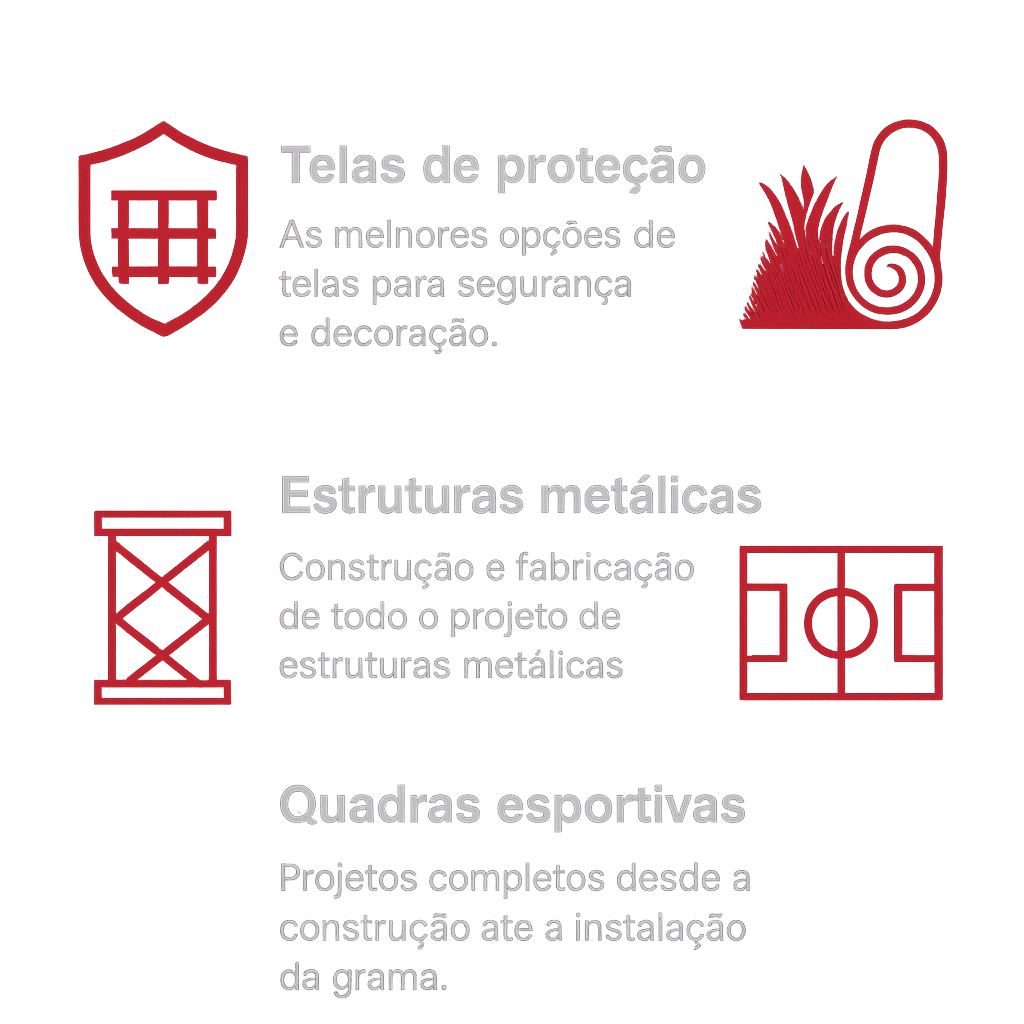 Telas de proteção
As melnores opções de
telas para segurança
e decoração.
Estruturas metálicas
Construção e fabricação
de todo o projeto de
estruturas metálicas
Quadras esportivas
Projetos completos desde a
construção ate a instalação
da grama.